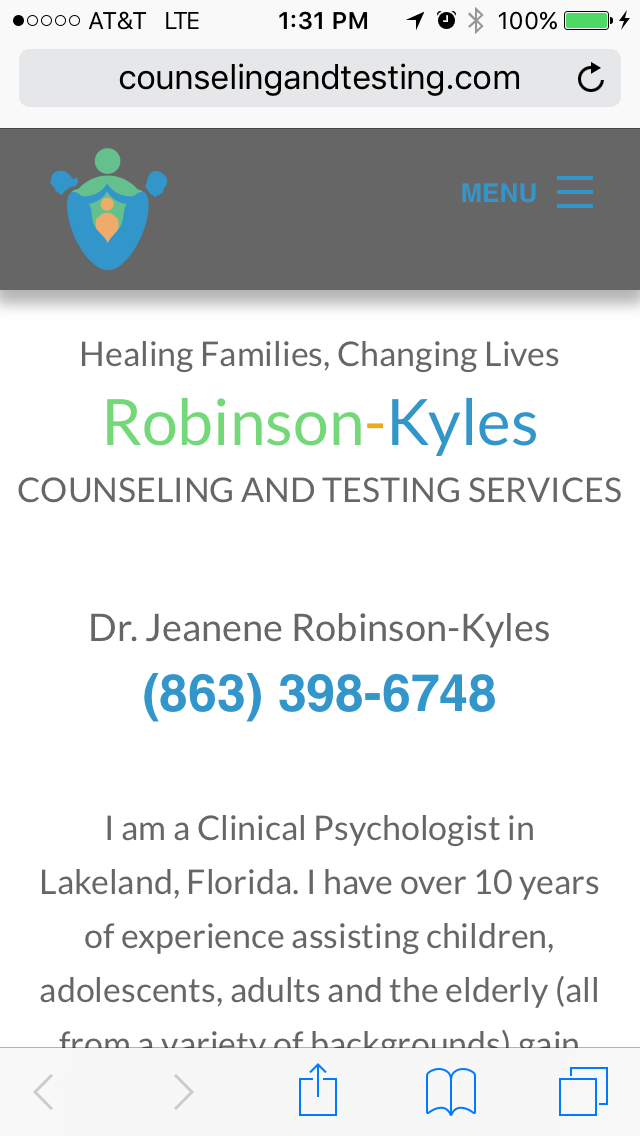 AT&T LTE 1:31 PM 100%
counselingandtesting.com
MENU
Healing Families, Changing Lives
Robinson-Kyles
COUNSELING AND TESTING SERVICES
Dr. Jeanene Robinson-Kyles
(863) 398-6748
I am a Clinical Psychologist in
Lakeland, Florida. I have over 10 years
of experience assisting children,
adolescents, adults and the elderly (all
from a variety of backgrounds) gain